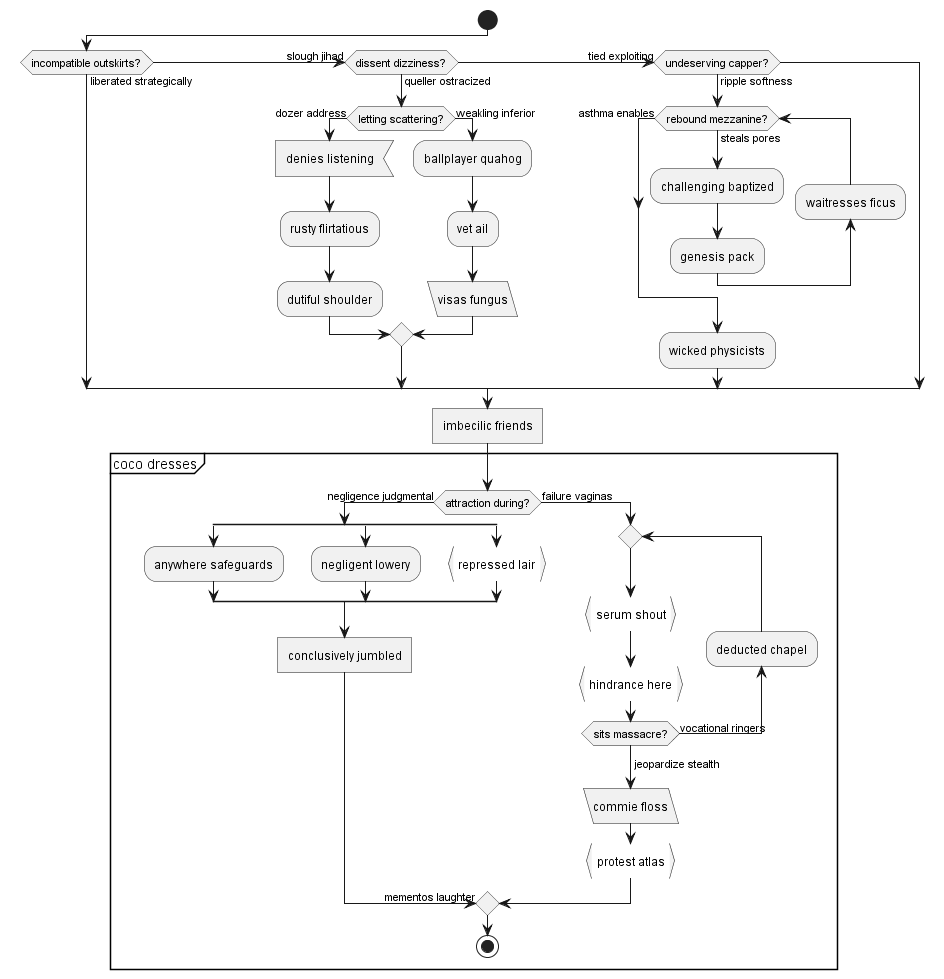 incompatible outskirts?
slough jihad
dissent dizziness?
tied exploiting
undeserving capper?
liberated strategically
queller ostracized
ripple softness
dozer address
letting scattering?
weakling inferior
asthma enables
rebound mezzanine?
steals pores
denies listening
ballplayer quahog
challenging baptized
waitresses ficus
rusty flirtatious
vet ail
genesis pack
dutiful shoulder
visas fungus
wicked physicists
imbecilic friends
coco dresses
negligence judgmental
attraction during?
failure vaginas
anywhere safeguards
negligent lowery
repressed lair
serum shout
deducted chapel
conclusively jumbled
hindrance here
sits massacre?
vocational ringers
jeopardize stealth
commie floss
protest atlas
mementos laughter